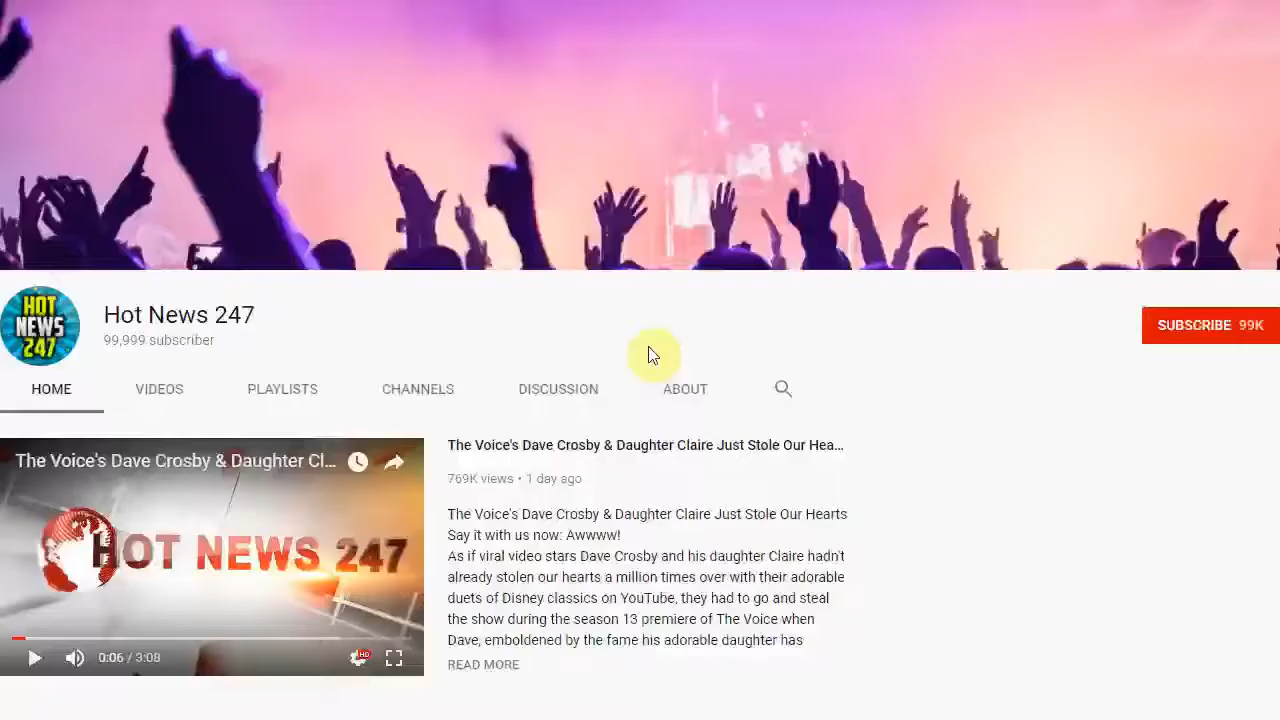 HOT
NEWS
247
Hot News 247
99,999 subscriber
SUBSCRIBE 99K
HOME VIDEOS PLAYLISTS CHANNELS DISCUSSION ABOUT
The Voice's Dave Crosby & Daughter Cl...
HOT NEWS 247
HD
0:06 / 3:08
The Voice's Dave Crosby & Daughter Claire Just Stole Our Hea...
769K views • 1 day ago
The Voice's Dave Crosby & Daughter Claire Just Stole Our Hearts
Say it with us now: Awwww!
As if viral video stars Dave Crosby and his daughter Claire hadn't
already stolen our hearts a million times over with their adorable
duets of Disney classics on YouTube, they had to go and steal
the show during the season 13 premiere of The Voice when
Dave, emboldened by the fame his adorable daughter has
READ MORE